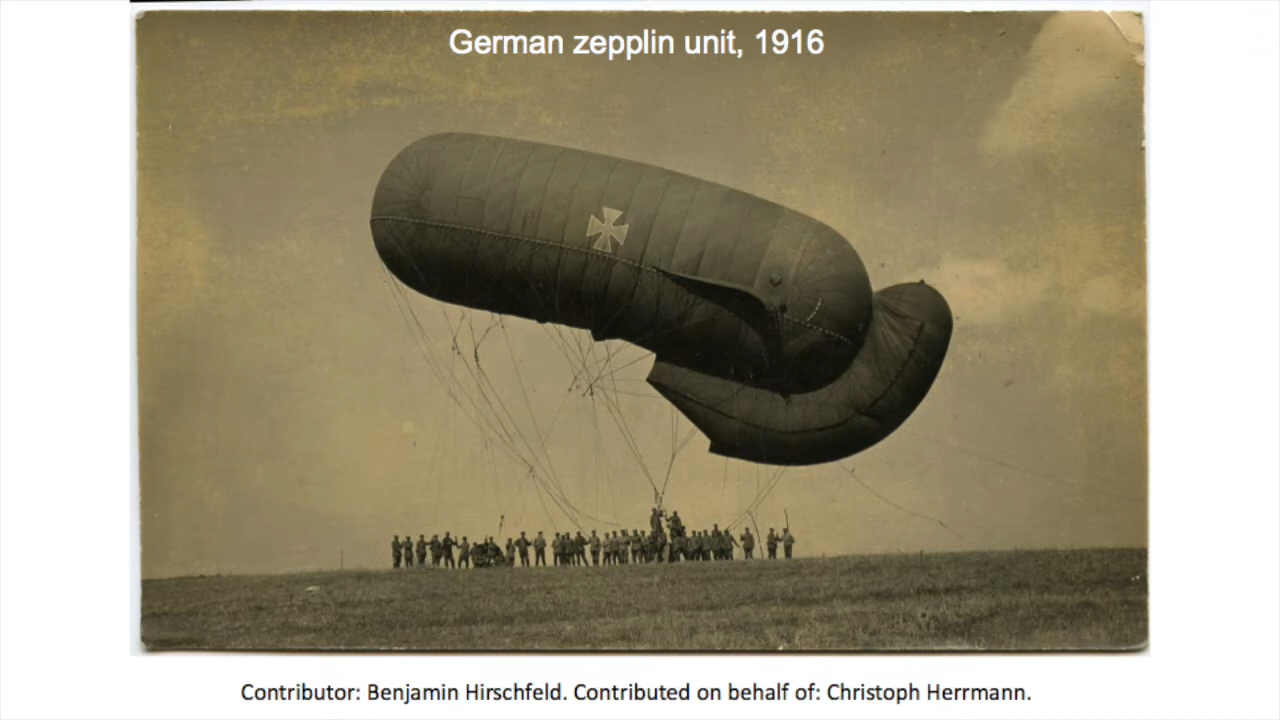 German zepplin unit, 1916
Contributor: Benjamin Hirschfeld. Contributed on behalf of: Christoph Herrmann.